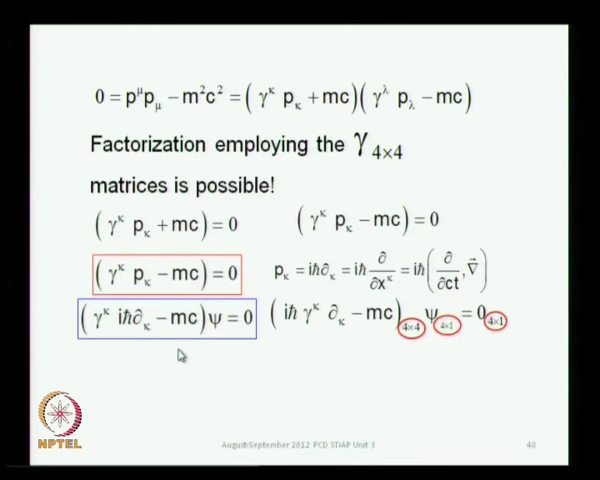 0 = p^μ p_μ − m²c² = ( γ^κ p_κ + mc )( γ^λ p_λ − mc )
Factorization employing the γ_4×4
matrices is possible!
( γ^κ p_κ + mc ) = 0    ( γ^κ p_κ − mc ) = 0
( γ^κ p_κ − mc ) = 0    p_κ = iħ∂_κ = iħ ∂/∂x^κ = iħ( ∂/∂ct , ∇⃗ )
( γ^κ iħ∂_κ − mc )ψ = 0    ( iħ γ^κ ∂_κ − mc )_4×4 ψ_4×1 = 0_4×1
NPTEL
August-September 2012 PCD STiAP Unit 3    48